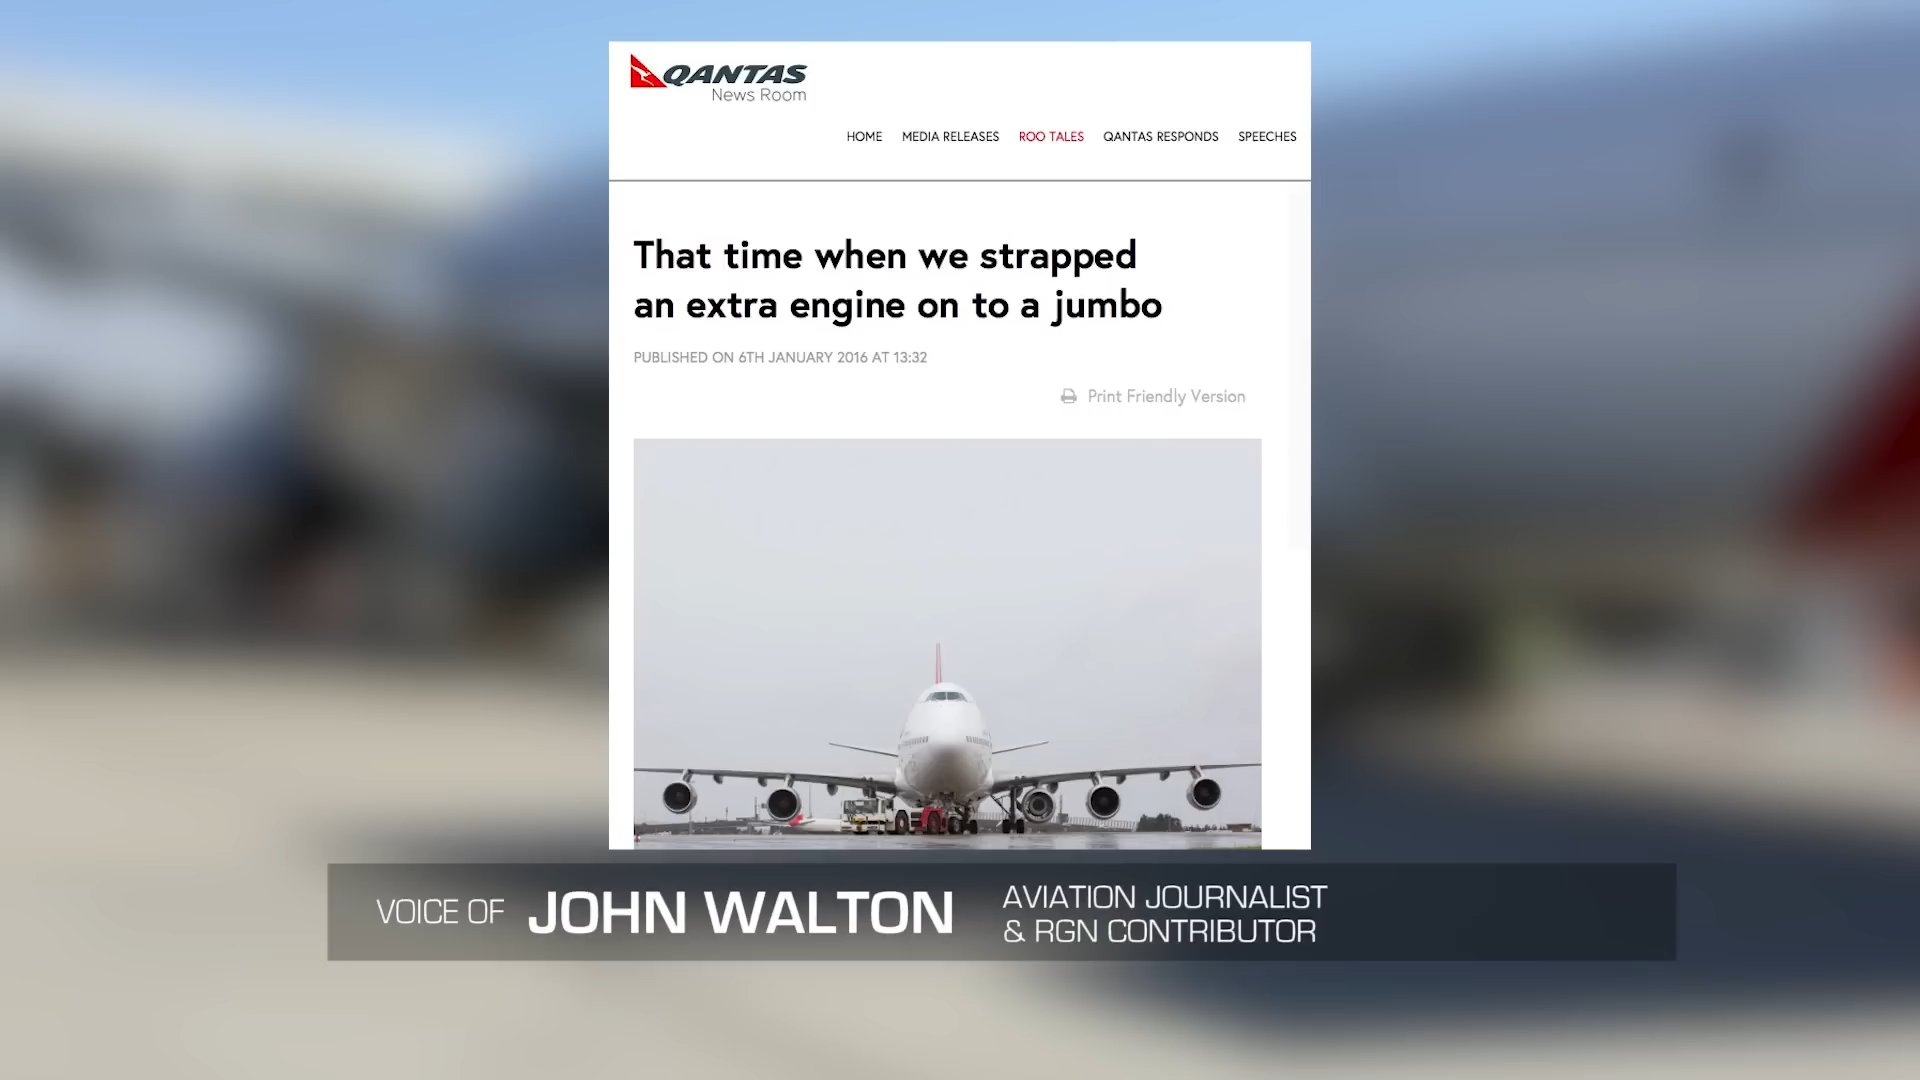 QANTAS
News Room
HOME MEDIA RELEASES ROO TALES QANTAS RESPONDS SPEECHES
That time when we strapped
an extra engine on to a jumbo
PUBLISHED ON 6TH JANUARY 2016 AT 13:32
Print Friendly Version
VOICE OF JOHN WALTON
AVIATION JOURNALIST
& RGN CONTRIBUTOR